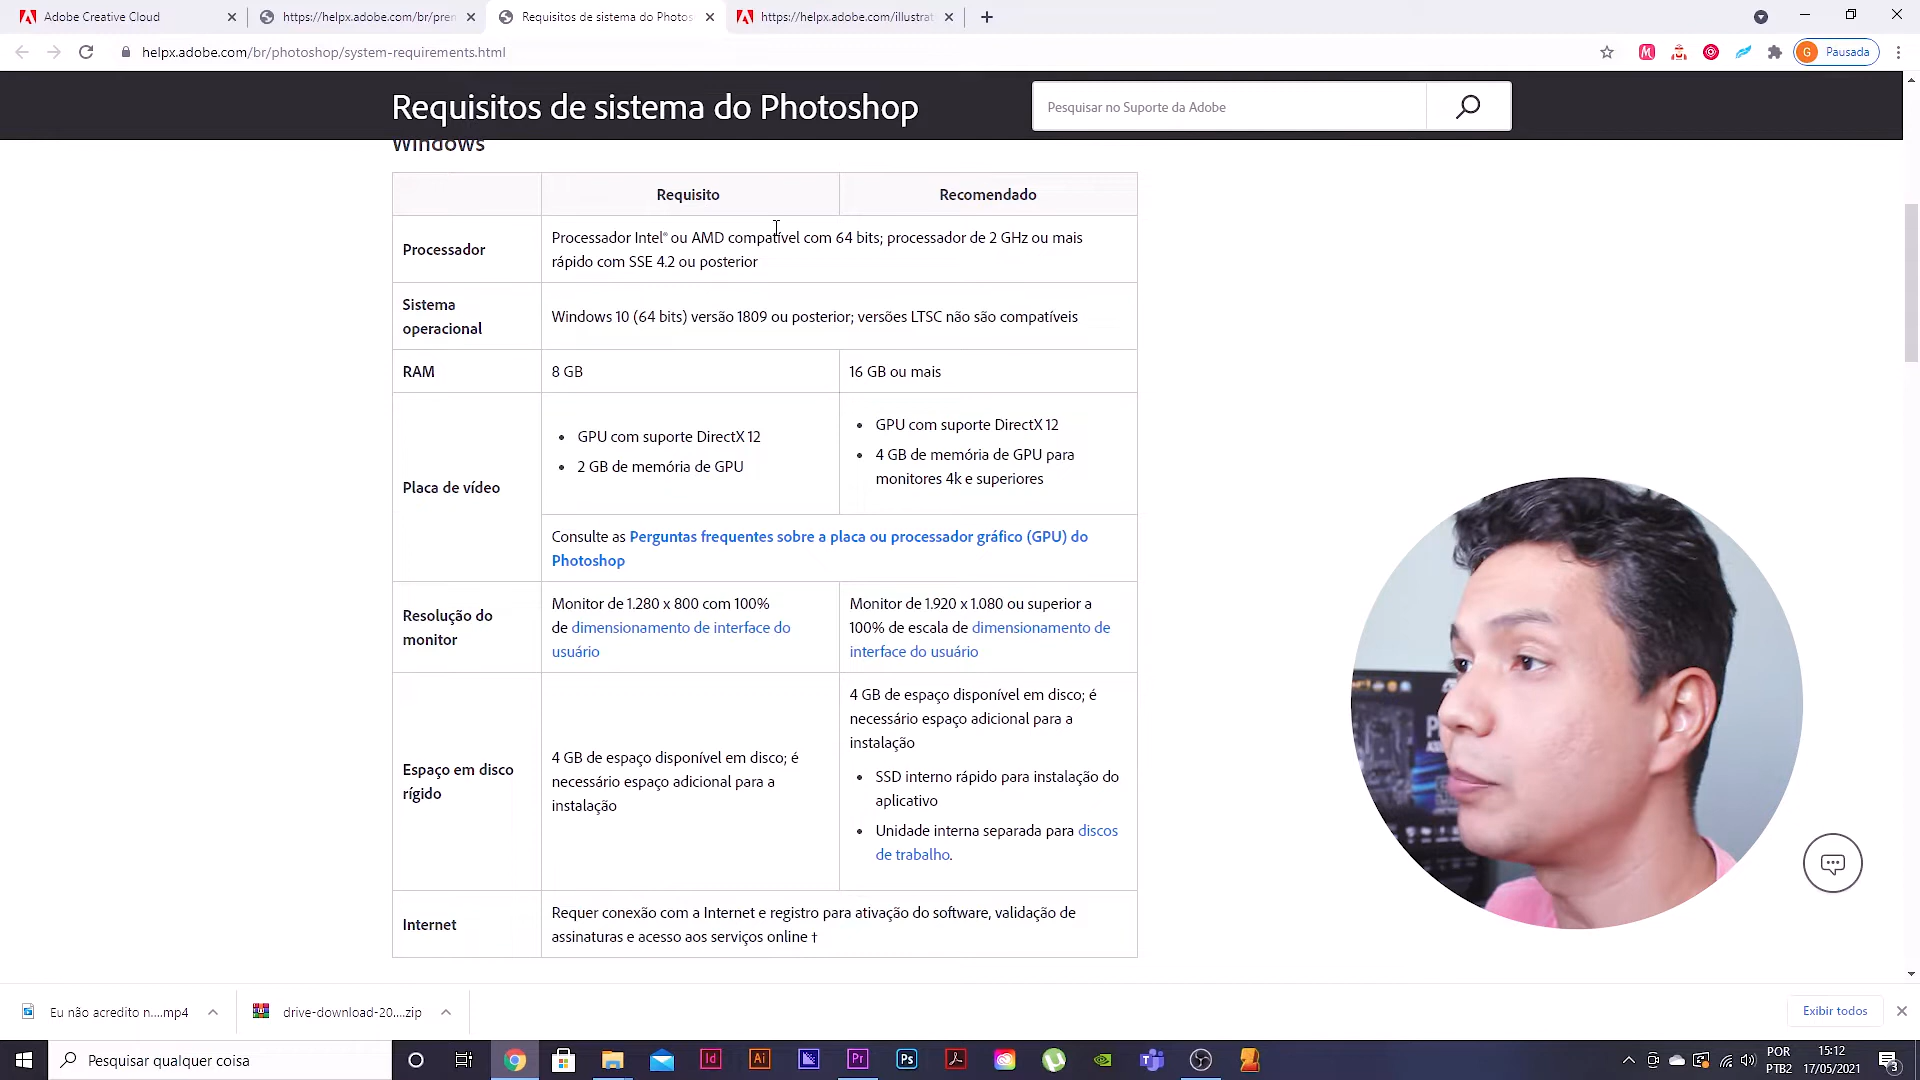 Adobe Creative Cloud
https://helpx.adobe.com/br/pren
Requisitos de sistema do Photos
https://helpx.adobe.com/illustrat
helpx.adobe.com/br/photoshop/system-requirements.html
G Pausada
Requisitos de sistema do Photoshop
Pesquisar no Suporte da Adobe
Windows
Requisito
Recomendado
Processador
Processador Intel® ou AMD compatível com 64 bits; processador de 2 GHz ou mais
rápido com SSE 4.2 ou posterior
Sistema
operacional
Windows 10 (64 bits) versão 1809 ou posterior; versões LTSC não são compatíveis
RAM
8 GB
16 GB ou mais
Placa de vídeo
• GPU com suporte DirectX 12
• 2 GB de memória de GPU
• GPU com suporte DirectX 12
• 4 GB de memória de GPU para
monitores 4k e superiores
Consulte as Perguntas frequentes sobre a placa ou processador gráfico (GPU) do
Photoshop
Resolução do
monitor
Monitor de 1.280 x 800 com 100%
de dimensionamento de interface do
usuário
Monitor de 1.920 x 1.080 ou superior a
100% de escala de dimensionamento de
interface do usuário
Espaço em disco
rígido
4 GB de espaço disponível em disco; é
necessário espaço adicional para a
instalação
4 GB de espaço disponível em disco; é
necessário espaço adicional para a
instalação
• SSD interno rápido para instalação do
aplicativo
• Unidade interna separada para discos
de trabalho.
Internet
Requer conexão com a Internet e registro para ativação do software, validação de
assinaturas e acesso aos serviços online †
Eu não acredito n....mp4
drive-download-20....zip
Exibir todos
Pesquisar qualquer coisa
Id
Ai
Pr
Ps
POR
PTB2
15:12
17/05/2021
3